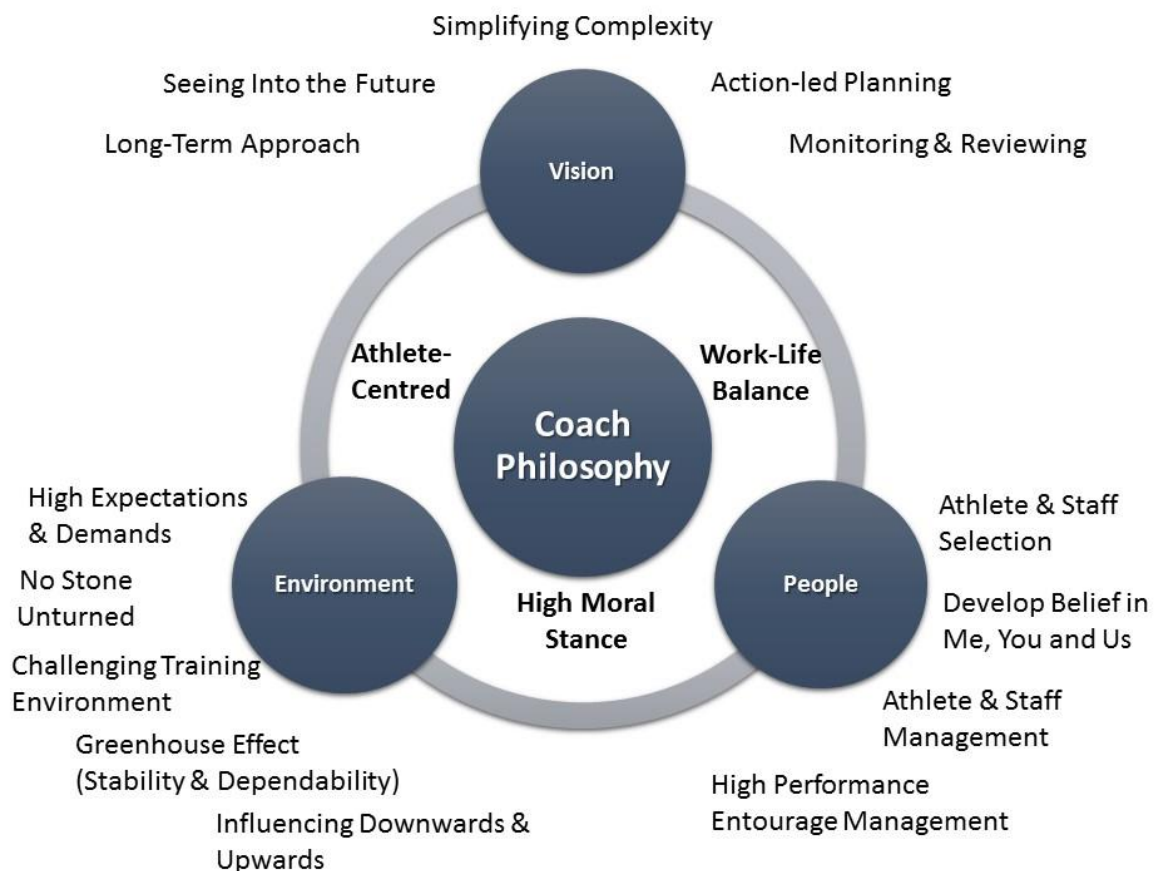 Simplifying Complexity
Seeing Into the Future
Action-led Planning
Long-Term Approach
Monitoring & Reviewing
Vision
Athlete-
Centred
Work-Life
Balance
Coach
Philosophy
High Moral
Stance
Environment
People
High Expectations
& Demands
No Stone
Unturned
Challenging Training
Environment
Greenhouse Effect
(Stability & Dependability)
Influencing Downwards &
Upwards
Athlete & Staff
Selection
Develop Belief in
Me, You and Us
Athlete & Staff
Management
High Performance
Entourage Management